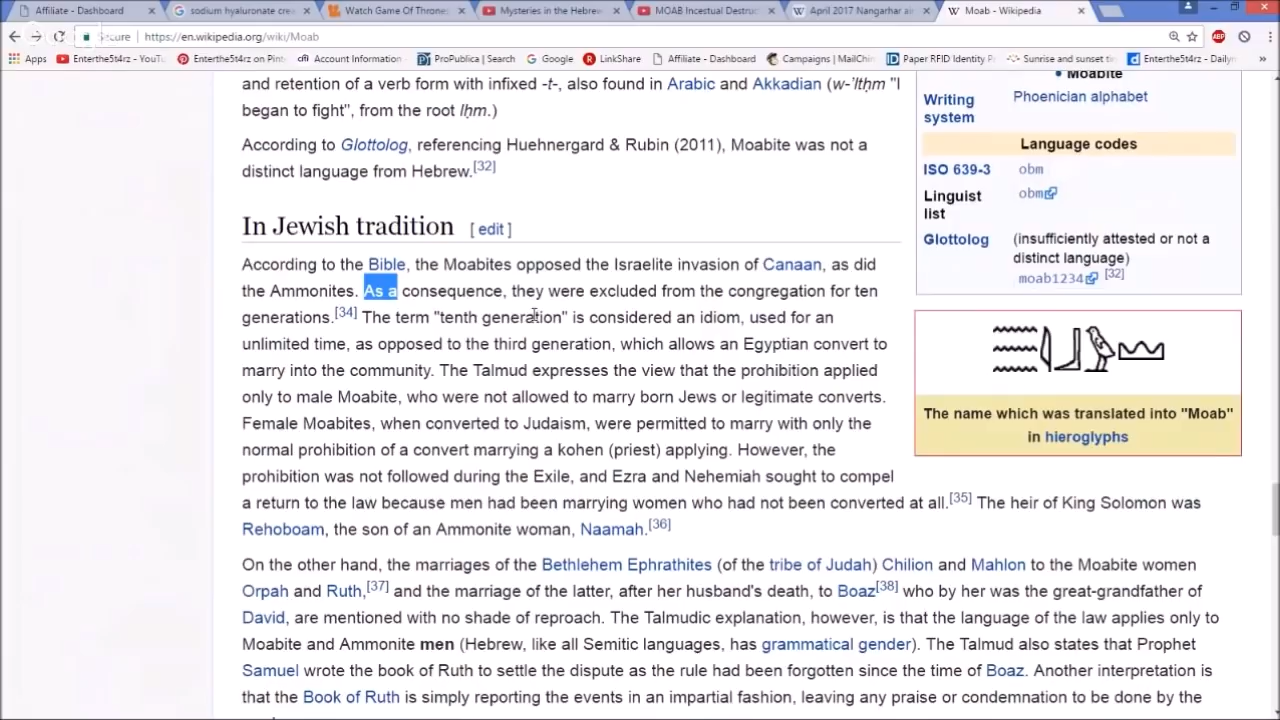 Affiliate - Dashboard
sodium hyaluronate cre
Watch Game Of Throne
Mysteries in the Hebre
MOAB Incestual Destruc
April 2017 Nangarhar ai
Moab - Wikipedia
https://en.wikipedia.org/wiki/Moab
Apps
Enterthe5t4rz - YouTu
Enterthe5t4rz on Pin
Account Information
ProPublica | Search
Google
LinkShare
Affiliate - Dashboard
Campaigns | MailChin
Paper RFID Identity P
Sunrise and sunset tin
Enterthe5t4rz - Dailyn
and retention of a verb form with infixed -t-, also found in Arabic and Akkadian (w-'ltḥm "I
began to fight", from the root lḥm.)
According to Glottolog, referencing Huehnergard & Rubin (2011), Moabite was not a
distinct language from Hebrew.[32]
In Jewish tradition [ edit ]
According to the Bible, the Moabites opposed the Israelite invasion of Canaan, as did
the Ammonites. As a consequence, they were excluded from the congregation for ten
generations.[34] The term "tenth generation" is considered an idiom, used for an
unlimited time, as opposed to the third generation, which allows an Egyptian convert to
marry into the community. The Talmud expresses the view that the prohibition applied
only to male Moabites, who were not allowed to marry born Jews or legitimate converts.
Female Moabites, when converted to Judaism, were permitted to marry with only the
normal prohibition of a convert marrying a kohen (priest) applying. However, the
prohibition was not followed during the Exile, and Ezra and Nehemiah sought to compel
a return to the law because men had been marrying women who had not been converted at all.[35] The heir of King Solomon was
Rehoboam, the son of an Ammonite woman, Naamah.[36]
On the other hand, the marriages of the Bethlehem Ephrathites (of the tribe of Judah) Chilion and Mahlon to the Moabite women
Orpah and Ruth,[37] and the marriage of the latter, after her husband's death, to Boaz[38] who by her was the great-grandfather of
David, are mentioned with no shade of reproach. The Talmudic explanation, however, is that the language of the law applies only to
Moabite and Ammonite men (Hebrew, like all Semitic languages, has grammatical gender). The Talmud also states that Prophet
Samuel wrote the book of Ruth to settle the dispute as the rule had been forgotten since the time of Boaz. Another interpretation is
that the Book of Ruth is simply reporting the events in an impartial fashion, leaving any praise or condemnation to be done by the
Moabite
Writing
system
Phoenician alphabet
Language codes
ISO 639-3
obm
Linguist
list
obm
Glottolog
(insufficiently attested or not a
distinct language)
moab1234 [32]
The name which was translated into "Moab"
in hieroglyphs